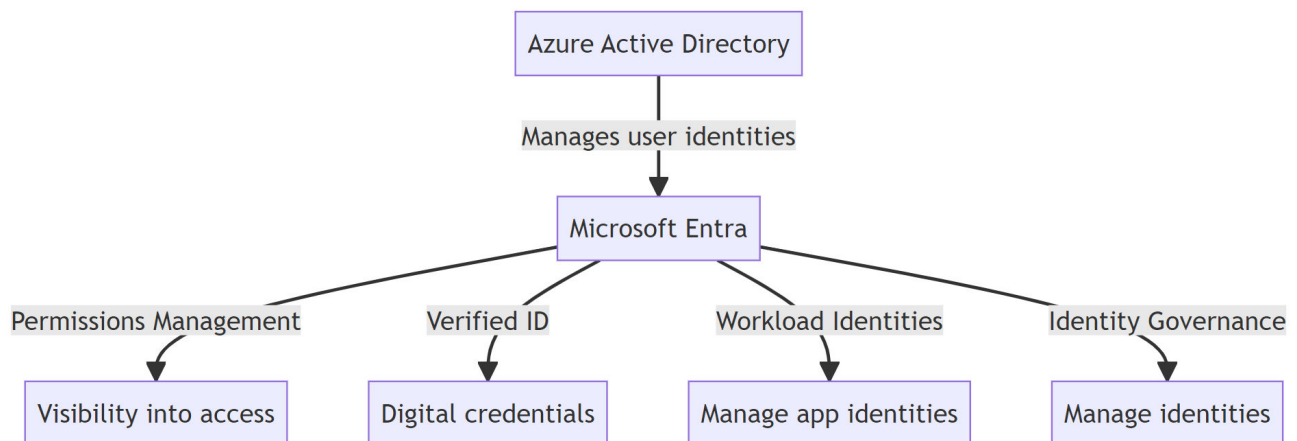 Azure Active Directory
Manages user identities
Microsoft Entra
Permissions Management
Verified ID
Workload Identities
Identity Governance
Visibility into access
Digital credentials
Manage app identities
Manage identities